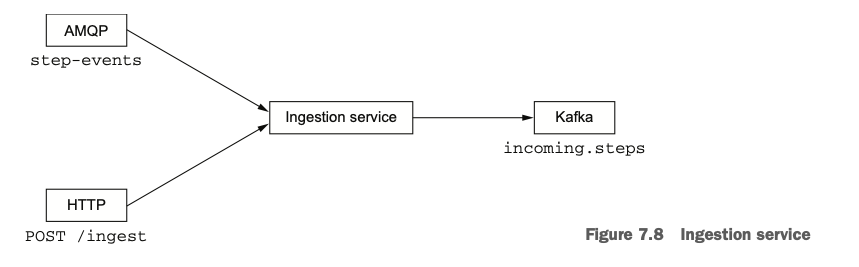 AMQP
step-events
Ingestion service
Kafka
incoming.steps
HTTP
POST /ingest
Figure 7.8 Ingestion service